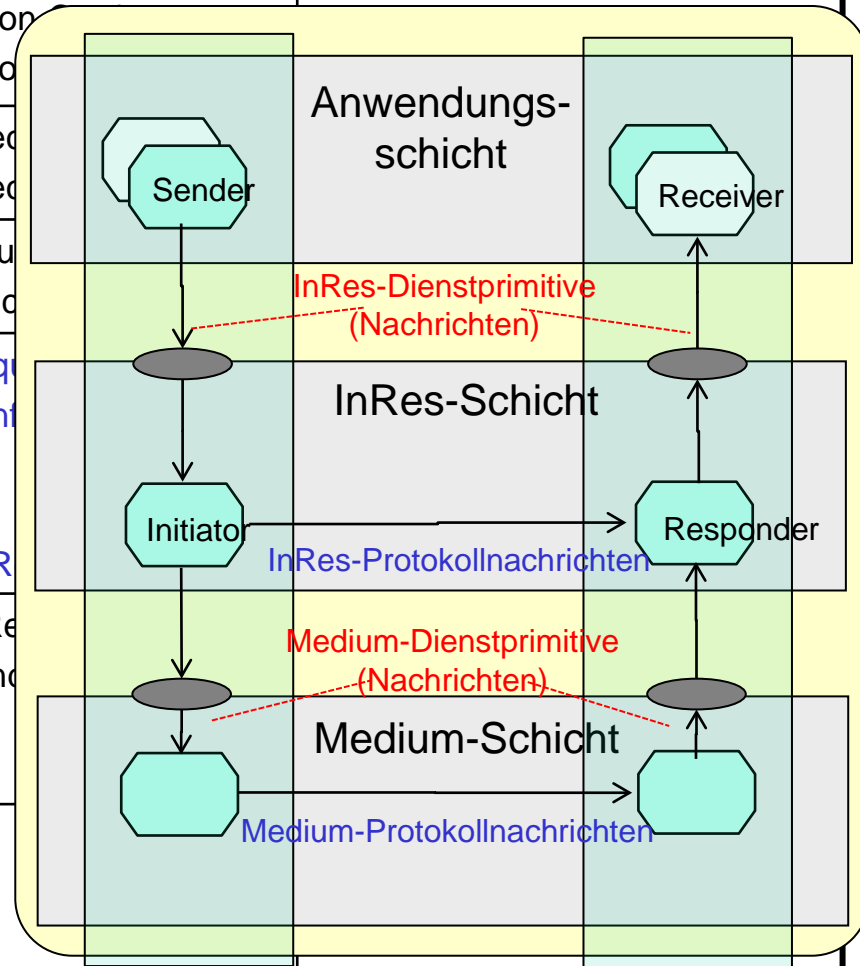 Anwendungs-
schicht
Sender
Receiver
InRes-Dienstprimitive
(Nachrichten)
InRes-Schicht
Initiator
Responder
InRes-Protokollnachrichten
Medium-Dienstprimitive
(Nachrichten)
Medium-Schicht
Medium-Protokollnachrichten